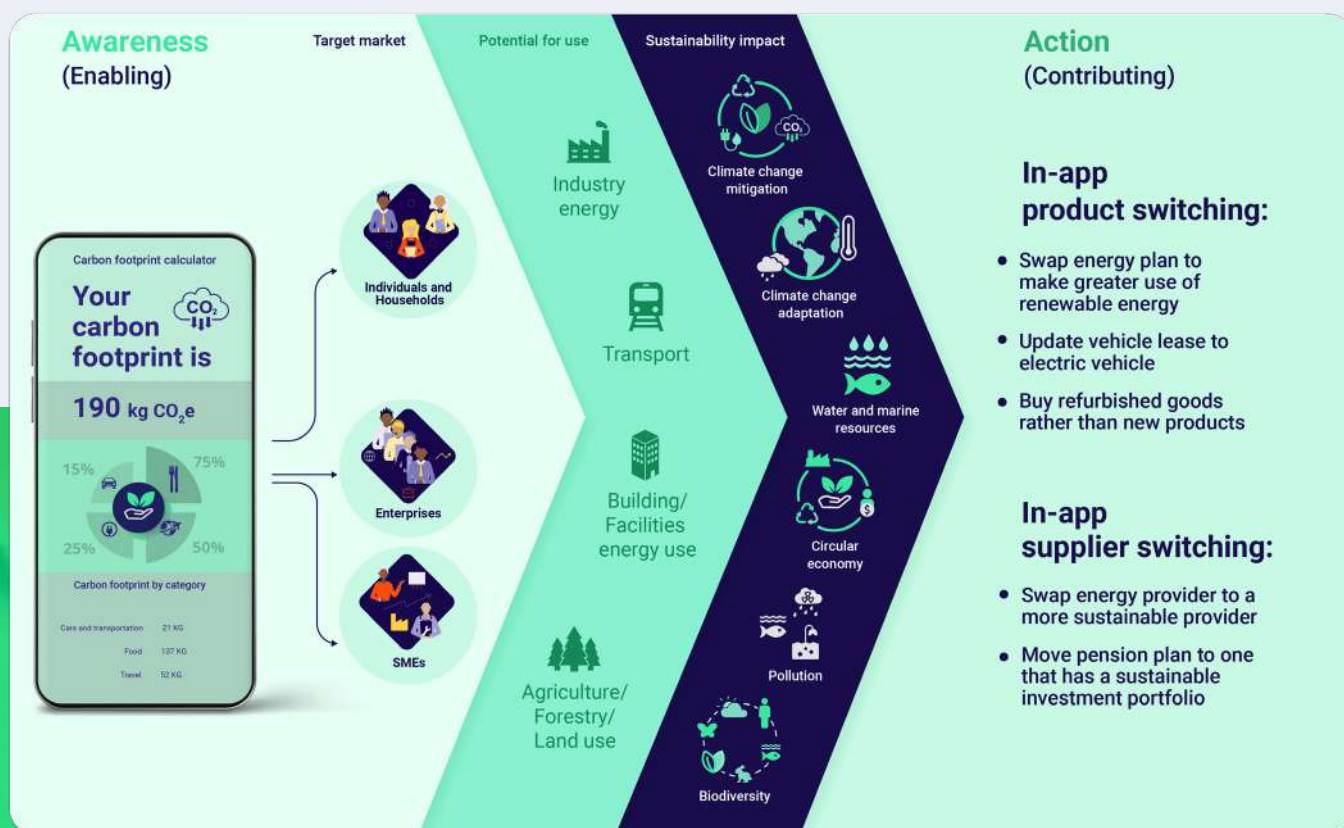 Awareness
(Enabling)
Target market
Potential for use
Sustainability impact
Action
(Contributing)
Carbon footprint calculator
Your
carbon
footprint is
CO₂
190 kg CO₂e
15%
75%
25%
50%
Carbon footprint by category
Cars and transportation 21 KG
Food 137 KG
Travel 52 KG
Individuals and
Households
Enterprises
SMEs
Industry
energy
Transport
Building/
Facilities
energy use
Agriculture/
Forestry/
Land use
CO₂
Climate change
mitigation
Climate change
adaptation
Water and marine
resources
$
Circular
economy
Pollution
Biodiversity
In-app
product switching:
• Swap energy plan to
make greater use of
renewable energy
• Update vehicle lease to
electric vehicle
• Buy refurbished goods
rather than new products
In-app
supplier switching:
• Swap energy provider to a
more sustainable provider
• Move pension plan to one
that has a sustainable
investment portfolio